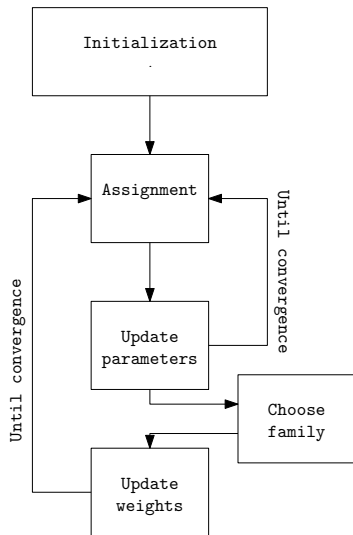 Initialization
.
Assignment
Until convergence
Update
parameters
Until convergence
Choose
family
Update
weights